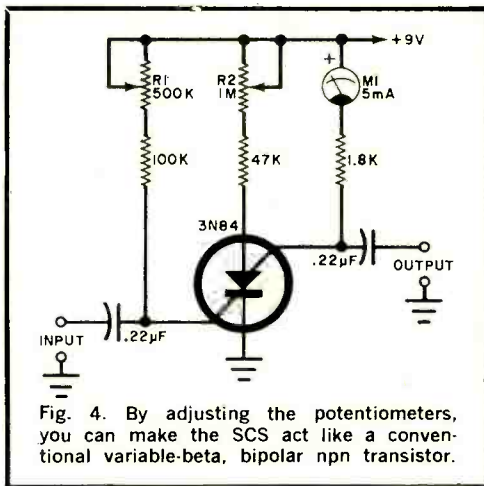 +9V
+
R1
500K
R2
1M
M1
5mA
100K
47K
1.8K
3N84
.22µF
OUTPUT
INPUT
.22µF
Fig. 4. By adjusting the potentiometers,
you can make the SCS act like a conven-
tional variable-beta, bipolar npn transistor.